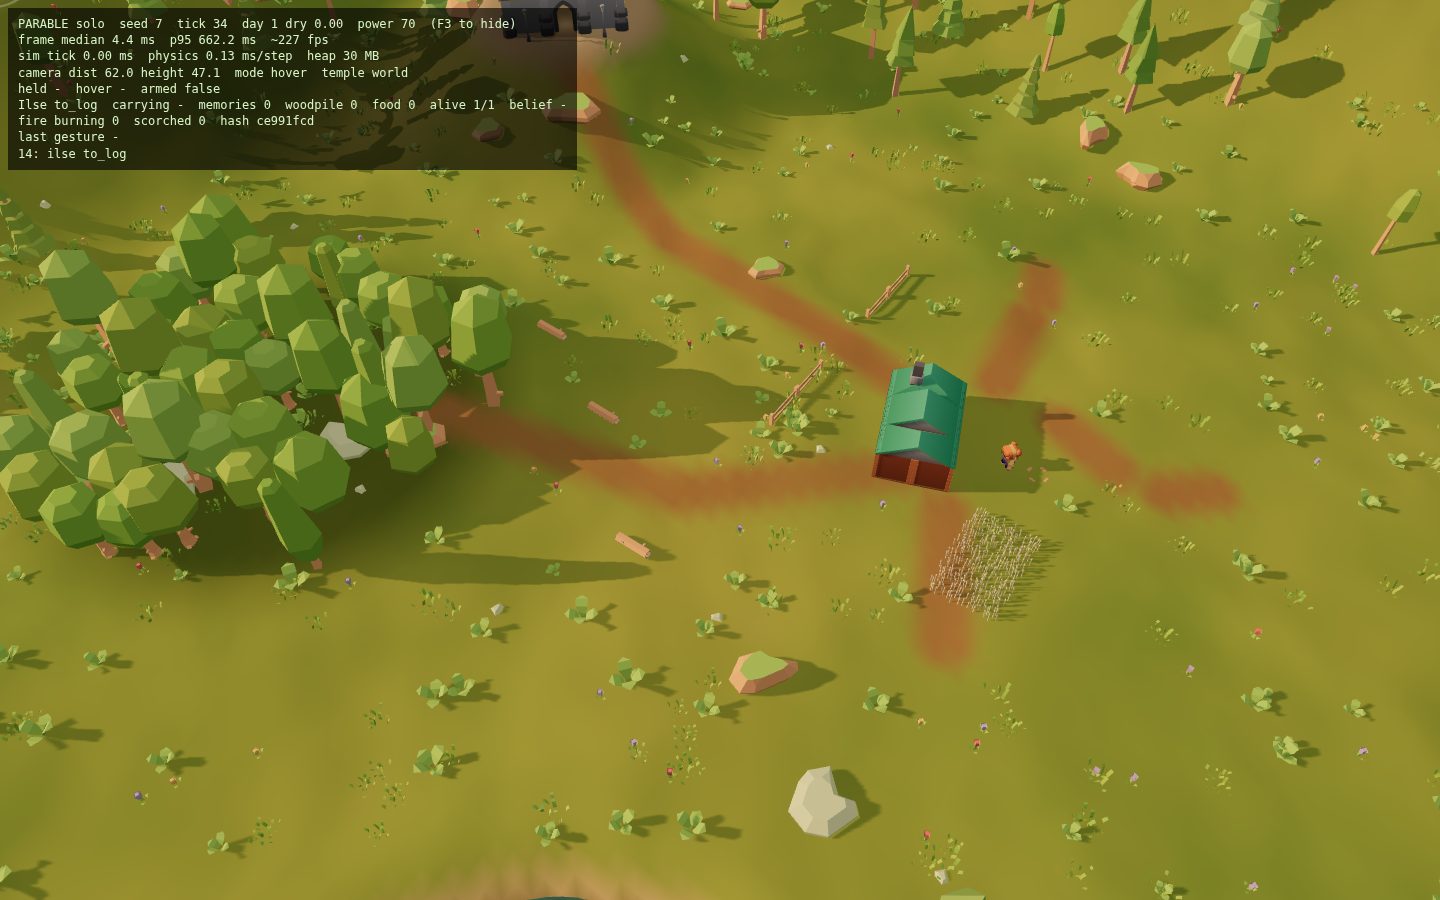 PARABLE solo  seed 7  tick 34  day 1 dry 0.00  power 70  (F3 to hide)
frame median 4.4 ms  p95 662.2 ms  ~227 fps
sim tick 0.00 ms  physics 0.13 ms/step  heap 30 MB
camera dist 62.0 height 47.1  mode hover  temple world
held -  hover -  armed false
Ilse to_log  carrying -  memories 0  woodpile 0  food 0  alive 1/1  belief -
fire burning 0  scorched 0  hash ce991fcd
last gesture -
14: ilse to_log